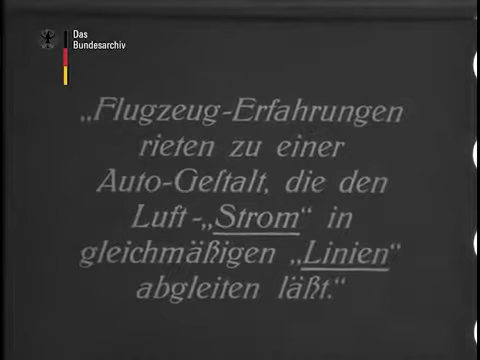 Das
Bundesarchiv
„Flugzeug-Erfahrungen
rieten zu einer
Auto-Geſtalt, die den
Luft-„Strom“ in
gleichmäßigen „Linien“
abgleiten läßt.“